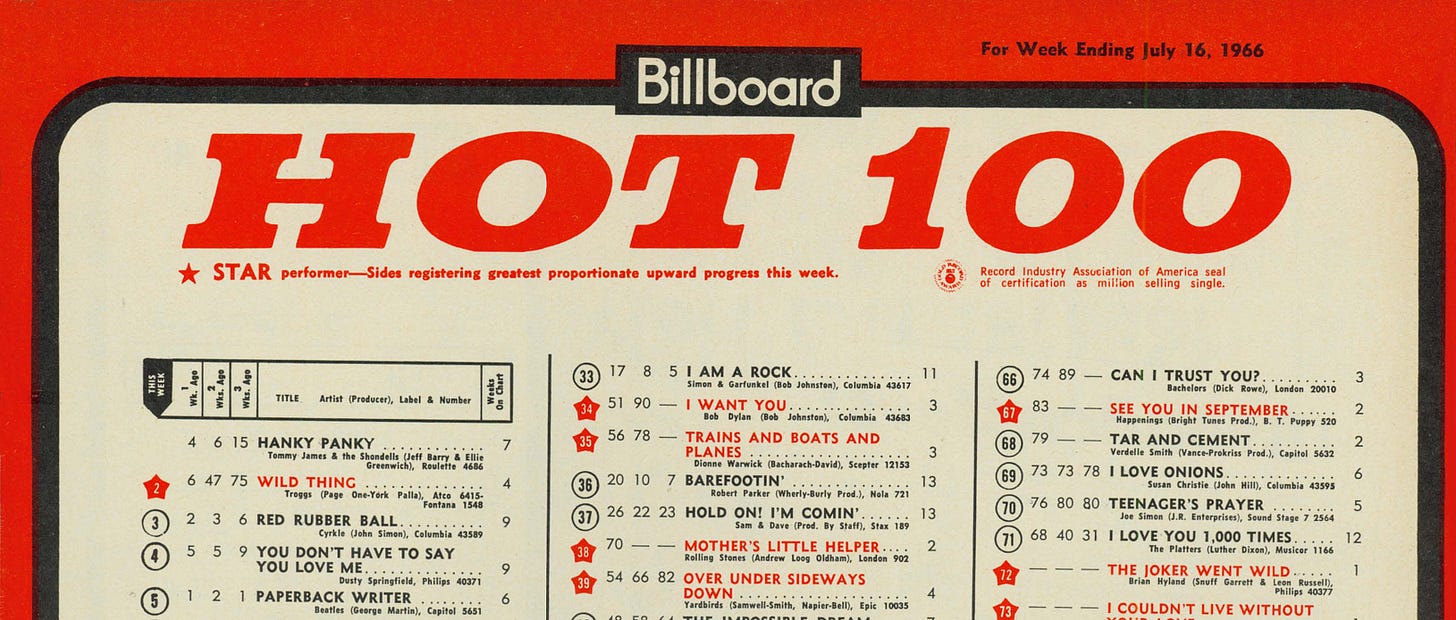 For Week Ending July 16, 1966
Billboard
HOT 100
★ STAR performer—Sides registering greatest proportionate upward progress this week.
Record Industry Association of America seal
of certification as million selling single.
THIS WEEK
1 Wk. Ago
2 Wks. Ago
3 Wks. Ago
TITLE Artist (Producer), Label & Number
Weeks On Chart
4 6 15 HANKY PANKY . . . . . . . . . . . . 7
Tommy James & the Shondells (Jeff Barry & Ellie
Greenwich), Roulette 4686
2 6 47 75 WILD THING . . . . . . . . . . . . 4
Troggs (Page One-York Palla), Atco 6415-
Fontana 1548
3 2 3 6 RED RUBBER BALL. . . . . . . . . . 9
Cyrkle (John Simon), Columbia 43589
4 5 5 9 YOU DON'T HAVE TO SAY
YOU LOVE ME. . . . . . . . . . . . 9
Dusty Springfield, Philips 40371
5 1 2 1 PAPERBACK WRITER . . . . . . . . 6
Beatles (George Martin), Capitol 5651
33 17 8 5 I AM A ROCK. . . . . . . . . . . . 11
Simon & Garfunkel (Bob Johnston), Columbia 43617
34 51 90 — I WANT YOU. . . . . . . . . . . . 3
Bob Dylan (Bob Johnston), Columbia 43683
35 56 78 — TRAINS AND BOATS AND
PLANES . . . . . . . . . . . . 3
Dionne Warwick (Bacharach-David), Scepter 12153
36 20 10 7 BAREFOOTIN' . . . . . . . . . . . . 13
Robert Parker (Wherly-Burly Prod.), Nola 721
37 26 22 23 HOLD ON! I'M COMIN' . . . . . . 13
Sam & Dave (Prod. By Staff), Stax 189
38 70 — — MOTHER'S LITTLE HELPER. . . . 2
Rolling Stones (Andrew Loog Oldham), London 902
39 54 66 82 OVER UNDER SIDEWAYS
DOWN . . . . . . . . . . . . 4
Yardbirds (Samwell-Smith, Napier-Bell), Epic 10035
48 58 64 THE IMPOSSIBLE DREAM
66 74 89 — CAN I TRUST YOU?. . . . . . . . 3
Bachelors (Dick Rowe), London 20010
67 83 — — SEE YOU IN SEPTEMBER . . . . . 2
Happenings (Bright Tunes Prod.), B. T. Puppy 520
68 79 — — TAR AND CEMENT. . . . . . . . . 2
Verdelle Smith (Vance-Prokriss Prod.), Capitol 5632
69 73 73 78 I LOVE ONIONS. . . . . . . . . . 6
Susan Christie (John Hill), Columbia 43595
70 76 80 80 TEENAGER'S PRAYER . . . . . . . 5
Joe Simon (J.R. Enterprises), Sound Stage 7 2564
71 68 40 31 I LOVE YOU 1,000 TIMES. . . . . 12
The Platters (Luther Dixon), Musicor 1166
72 — — — THE JOKER WENT WILD. . . . . . 1
Brian Hyland (Snuff Garrett & Leon Russell),
Philips 40377
73 — — — I COULDN'T LIVE WITHOUT
YOUR LOVE